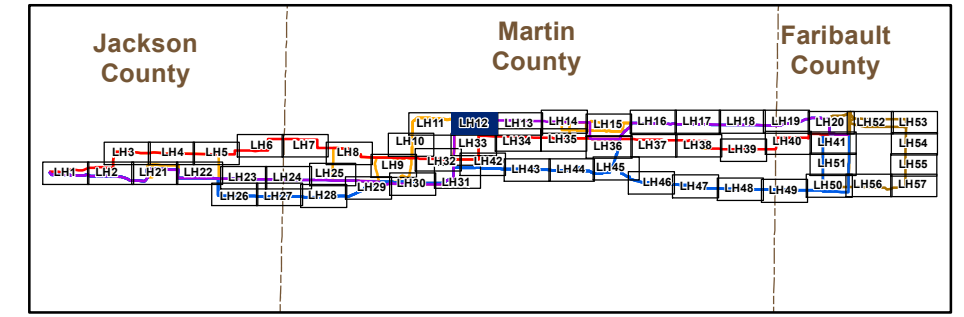 Jackson
County
Martin
County
Faribault
County
LH11 LH12 LH13 LH14 LH15 LH16 LH17 LH18 LH19 LH20 LH52 LH53
LH3 LH4 LH5 LH6 LH7 LH8 LH10 LH33 LH34 LH35 LH36 LH37 LH38 LH39 LH40 LH41 LH54
LH1 LH2 LH21 LH22 LH23 LH24 LH25 LH9 LH32 LH42 LH43 LH44 LH45 LH51 LH55
LH26 LH27 LH28 LH29 LH30 LH31 LH46 LH47 LH48 LH49 LH50 LH56 LH57